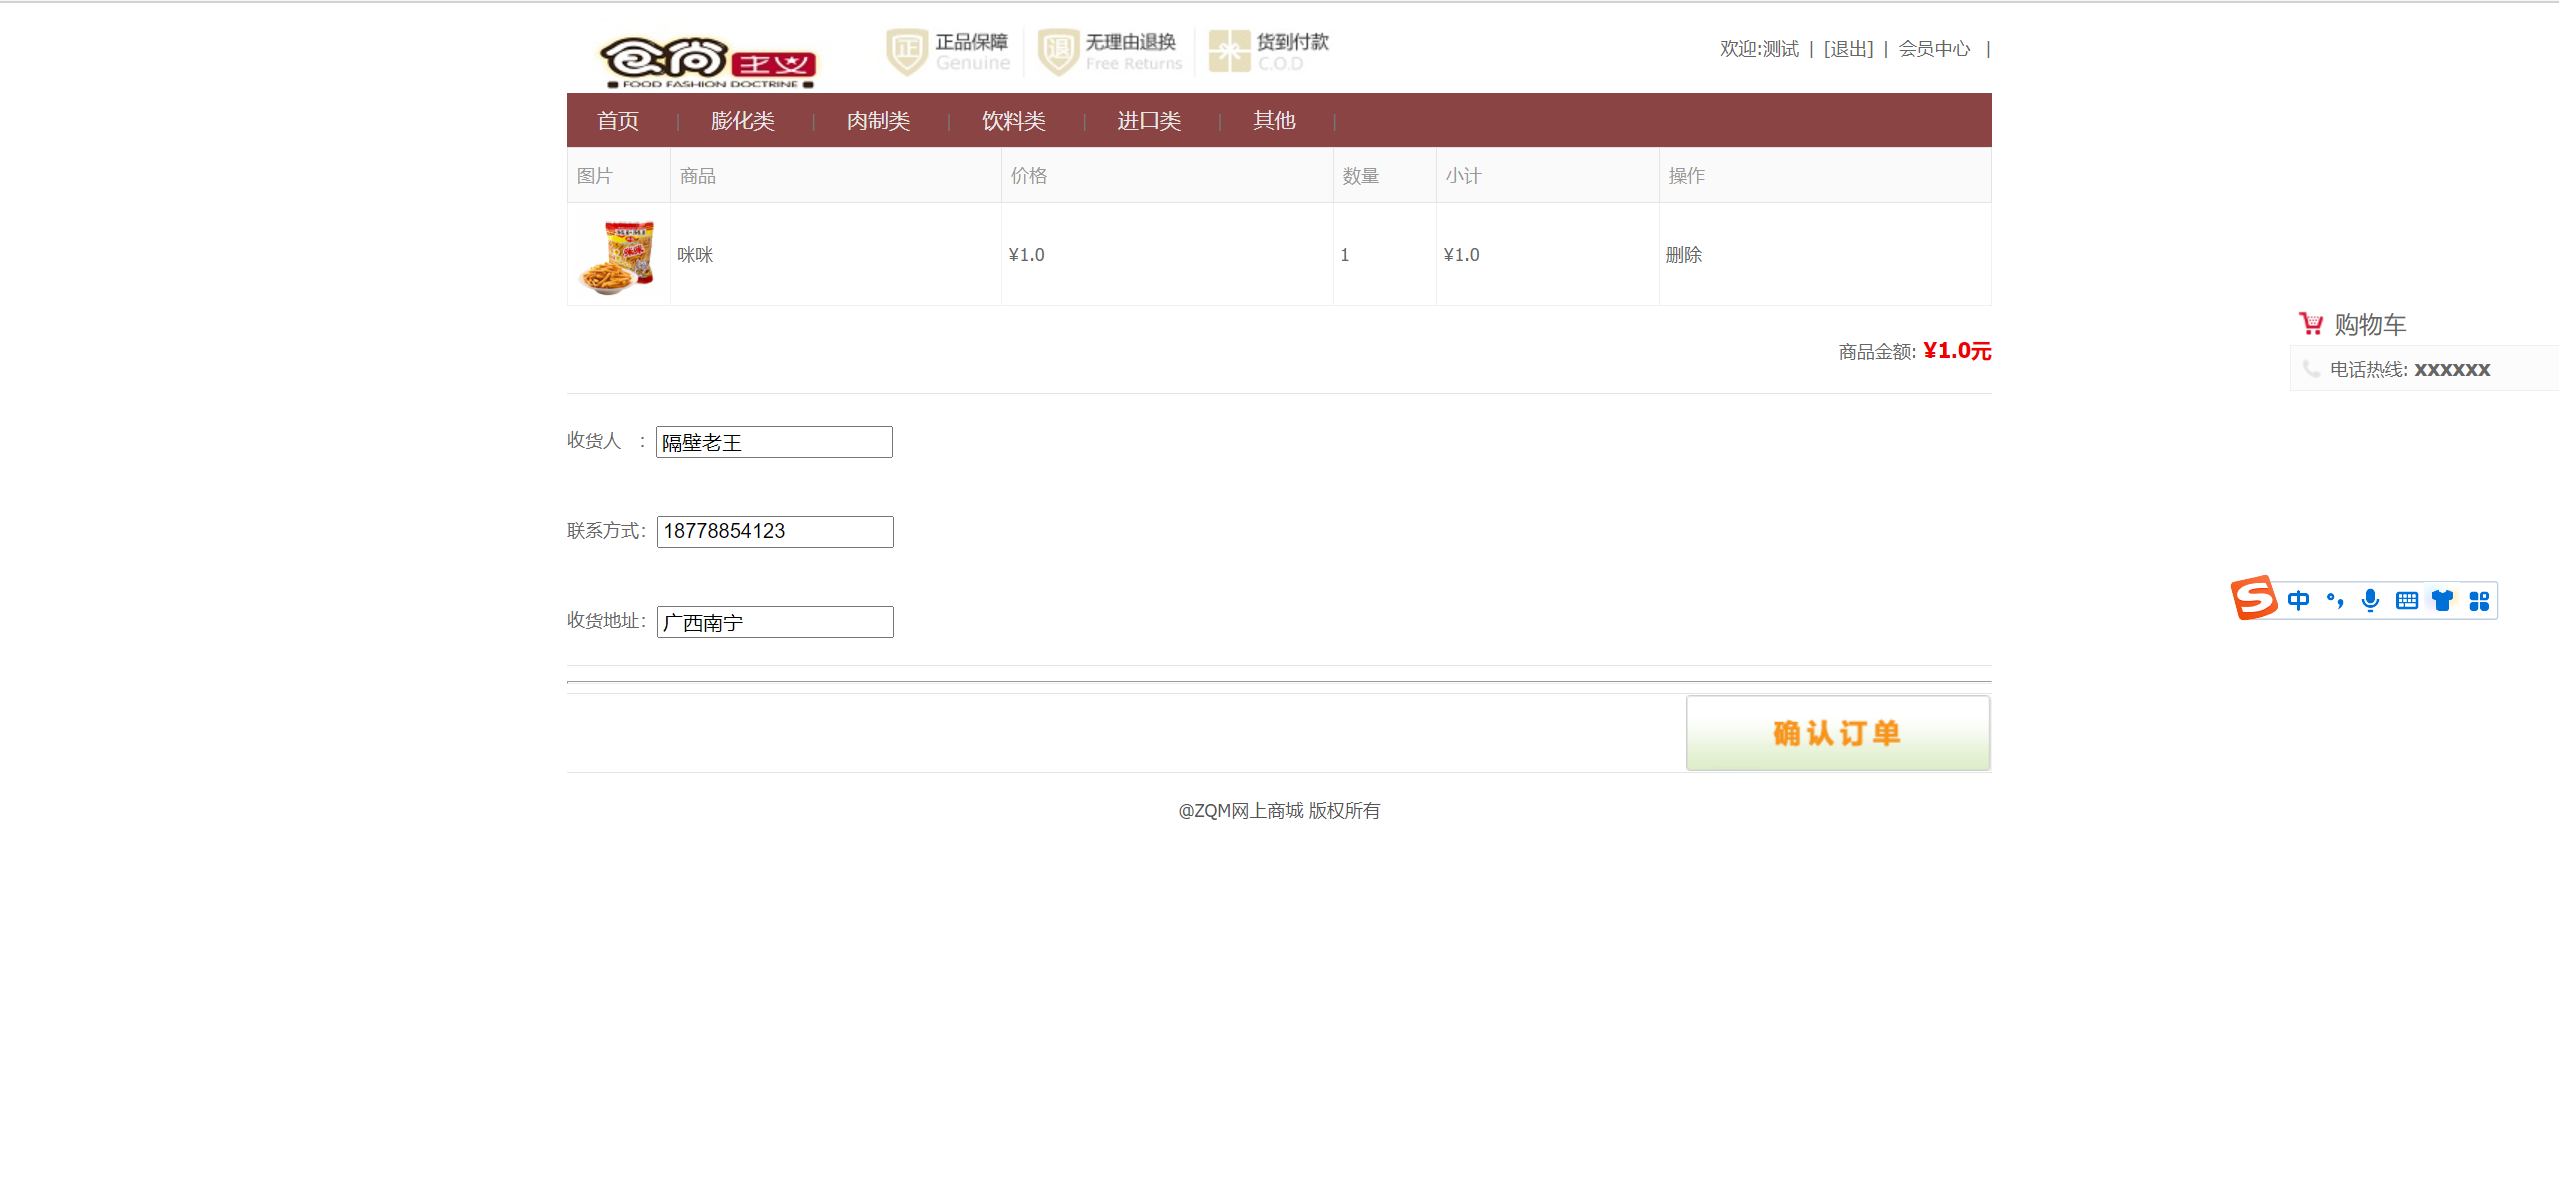 食尚主义
FOOD FASHION DOCTRINE
正 正品保障 Genuine
退 无理由退换 Free Returns
货到付款 C.O.D
欢迎:测试 | [退出] | 会员中心 |
首页 | 膨化类 | 肉制类 | 饮料类 | 进口类 | 其他 |
图片 商品 价格 数量 小计 操作
咪咪 ¥1.0 1 ¥1.0 删除
购物车
商品金额: ¥1.0元
电话热线: xxxxxx
收货人 : 隔壁老王
联系方式: 18778854123
收货地址: 广西南宁
S 中 °,
确认订单
@ZQM网上商城 版权所有